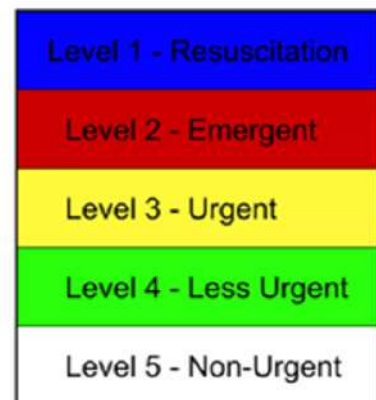 Level 1 - Resuscitation
Level 2 - Emergent
Level 3 - Urgent
Level 4 - Less Urgent
Level 5 - Non-Urgent